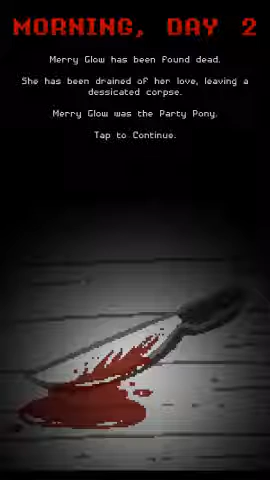 MORNING, DAY 2
Merry Glow has been found dead.
She has been drained of her love, leaving a
dessicated corpse.
Merry Glow was the Party Pony.
Tap to Continue.